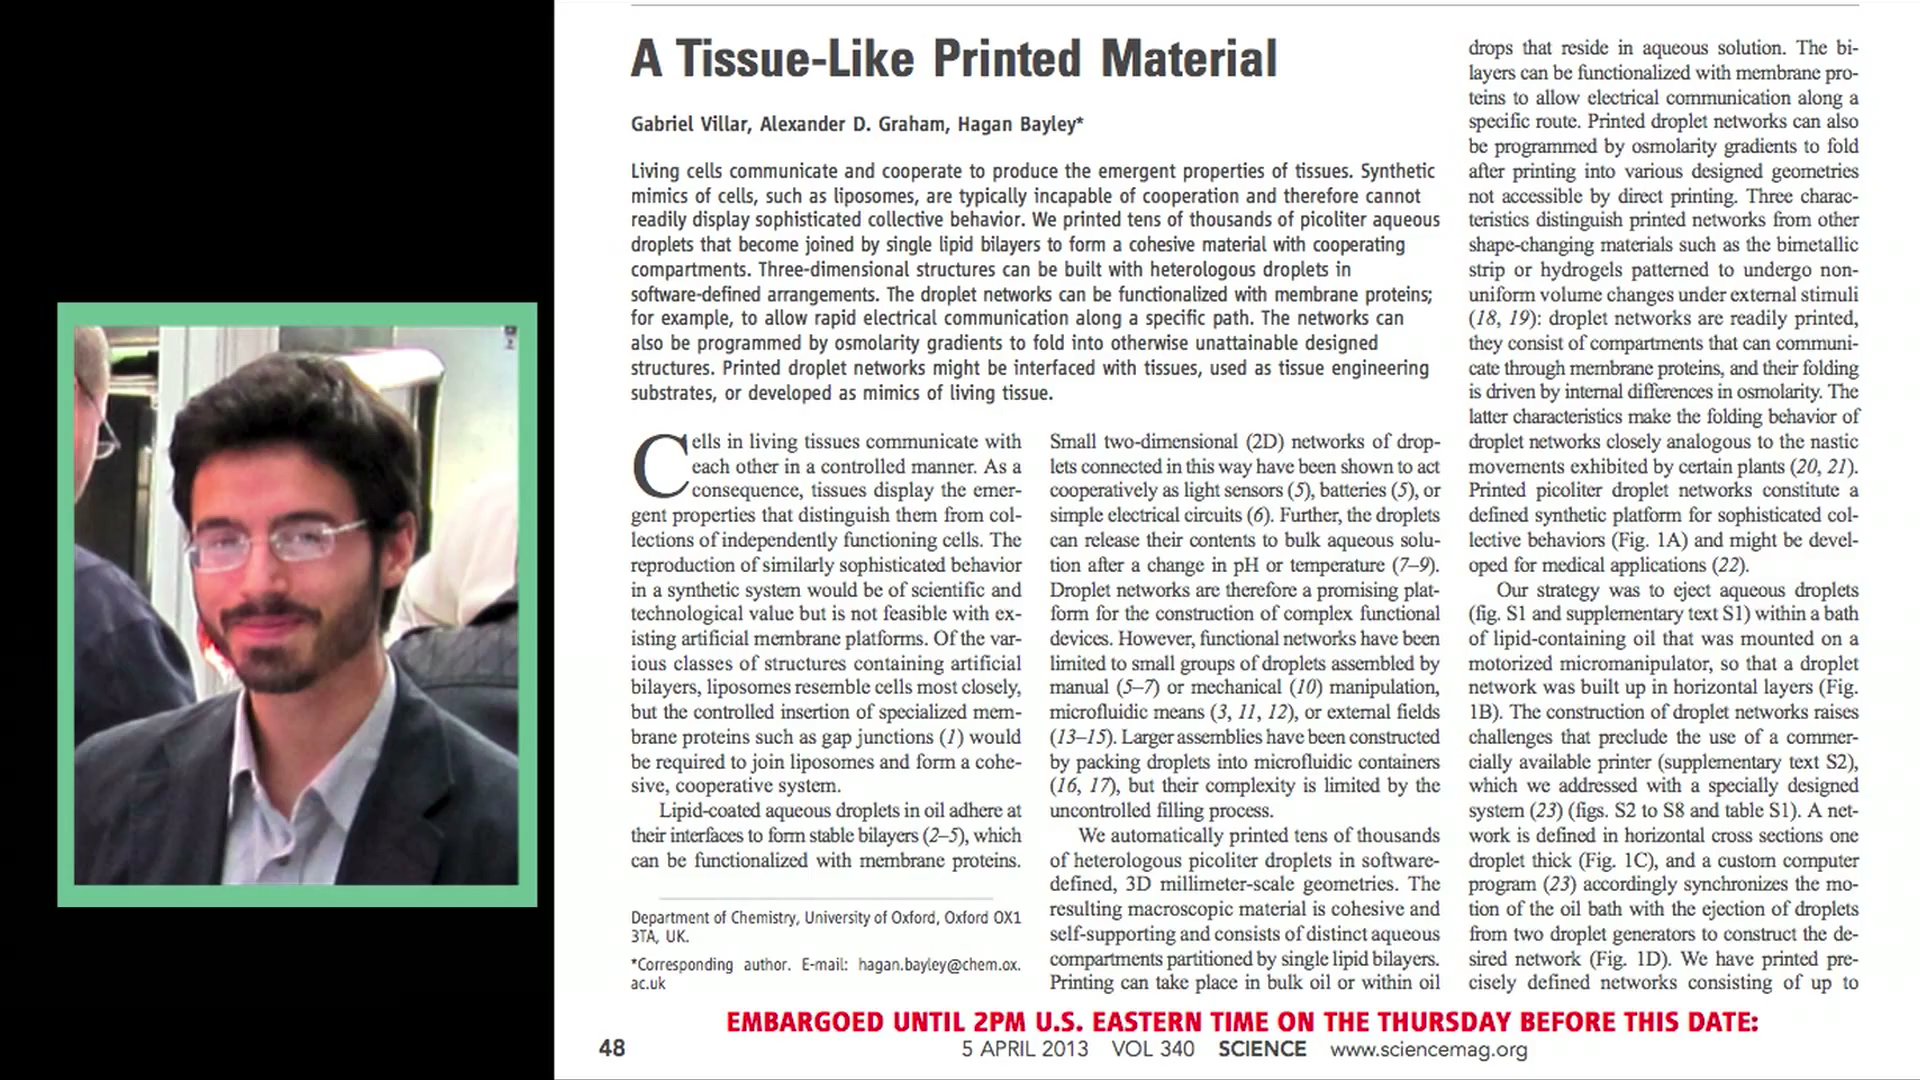 A Tissue-Like Printed Material
Gabriel Villar, Alexander D. Graham, Hagan Bayley*
Living cells communicate and cooperate to produce the emergent properties of tissues. Synthetic
mimics of cells, such as liposomes, are typically incapable of cooperation and therefore cannot
readily display sophisticated collective behavior. We printed tens of thousands of picoliter aqueous
droplets that become joined by single lipid bilayers to form a cohesive material with cooperating
compartments. Three-dimensional structures can be built with heterologous droplets in
software-defined arrangements. The droplet networks can be functionalized with membrane proteins;
for example, to allow rapid electrical communication along a specific path. The networks can
also be programmed by osmolarity gradients to fold into otherwise unattainable designed
structures. Printed droplet networks might be interfaced with tissues, used as tissue engineering
substrates, or developed as mimics of living tissue.
Cells in living tissues communicate with
each other in a controlled manner. As a
consequence, tissues display the emer-
gent properties that distinguish them from col-
lections of independently functioning cells. The
reproduction of similarly sophisticated behavior
in a synthetic system would be of scientific and
technological value but is not feasible with ex-
isting artificial membrane platforms. Of the var-
ious classes of structures containing artificial
bilayers, liposomes resemble cells most closely,
but the controlled insertion of specialized mem-
brane proteins such as gap junctions (1) would
be required to join liposomes and form a cohe-
sive, cooperative system.
Lipid-coated aqueous droplets in oil adhere at
their interfaces to form stable bilayers (2–5), which
can be functionalized with membrane proteins.
Department of Chemistry, University of Oxford, Oxford OX1
3TA, UK.
*Corresponding author. E-mail: hagan.bayley@chem.ox.
ac.uk
Small two-dimensional (2D) networks of drop-
lets connected in this way have been shown to act
cooperatively as light sensors (5), batteries (5), or
simple electrical circuits (6). Further, the droplets
can release their contents to bulk aqueous solu-
tion after a change in pH or temperature (7–9).
Droplet networks are therefore a promising plat-
form for the construction of complex functional
devices. However, functional networks have been
limited to small groups of droplets assembled by
manual (5–7) or mechanical (10) manipulation,
microfluidic means (3, 11, 12), or external fields
(13–15). Larger assemblies have been constructed
by packing droplets into microfluidic containers
(16, 17), but their complexity is limited by the
uncontrolled filling process.
We automatically printed tens of thousands
of heterologous picoliter droplets in software-
defined, 3D millimeter-scale geometries. The
resulting macroscopic material is cohesive and
self-supporting and consists of distinct aqueous
compartments partitioned by single lipid bilayers.
Printing can take place in bulk oil or within oil
drops that reside in aqueous solution. The bi-
layers can be functionalized with membrane pro-
teins to allow electrical communication along a
specific route. Printed droplet networks can also
be programmed by osmolarity gradients to fold
after printing into various designed geometries
not accessible by direct printing. Three charac-
teristics distinguish printed networks from other
shape-changing materials such as the bimetallic
strip or hydrogels patterned to undergo non-
uniform volume changes under external stimuli
(18, 19): droplet networks are readily printed,
they consist of compartments that can communi-
cate through membrane proteins, and their folding
is driven by internal differences in osmolarity. The
latter characteristics make the folding behavior of
droplet networks closely analogous to the nastic
movements exhibited by certain plants (20, 21).
Printed picoliter droplet networks constitute a
defined synthetic platform for sophisticated col-
lective behaviors (Fig. 1A) and might be devel-
oped for medical applications (22).
Our strategy was to eject aqueous droplets
(fig. S1 and supplementary text S1) within a bath
of lipid-containing oil that was mounted on a
motorized micromanipulator, so that a droplet
network was built up in horizontal layers (Fig.
1B). The construction of droplet networks raises
challenges that preclude the use of a commer-
cially available printer (supplementary text S2),
which we addressed with a specially designed
system (23) (figs. S2 to S8 and table S1). A net-
work is defined in horizontal cross sections one
droplet thick (Fig. 1C), and a custom computer
program (23) accordingly synchronizes the mo-
tion of the oil bath with the ejection of droplets
from two droplet generators to construct the de-
sired network (Fig. 1D). We have printed pre-
cisely defined networks consisting of up to
EMBARGOED UNTIL 2PM U.S. EASTERN TIME ON THE THURSDAY BEFORE THIS DATE:
48 5 APRIL 2013 VOL 340 SCIENCE www.sciencemag.org